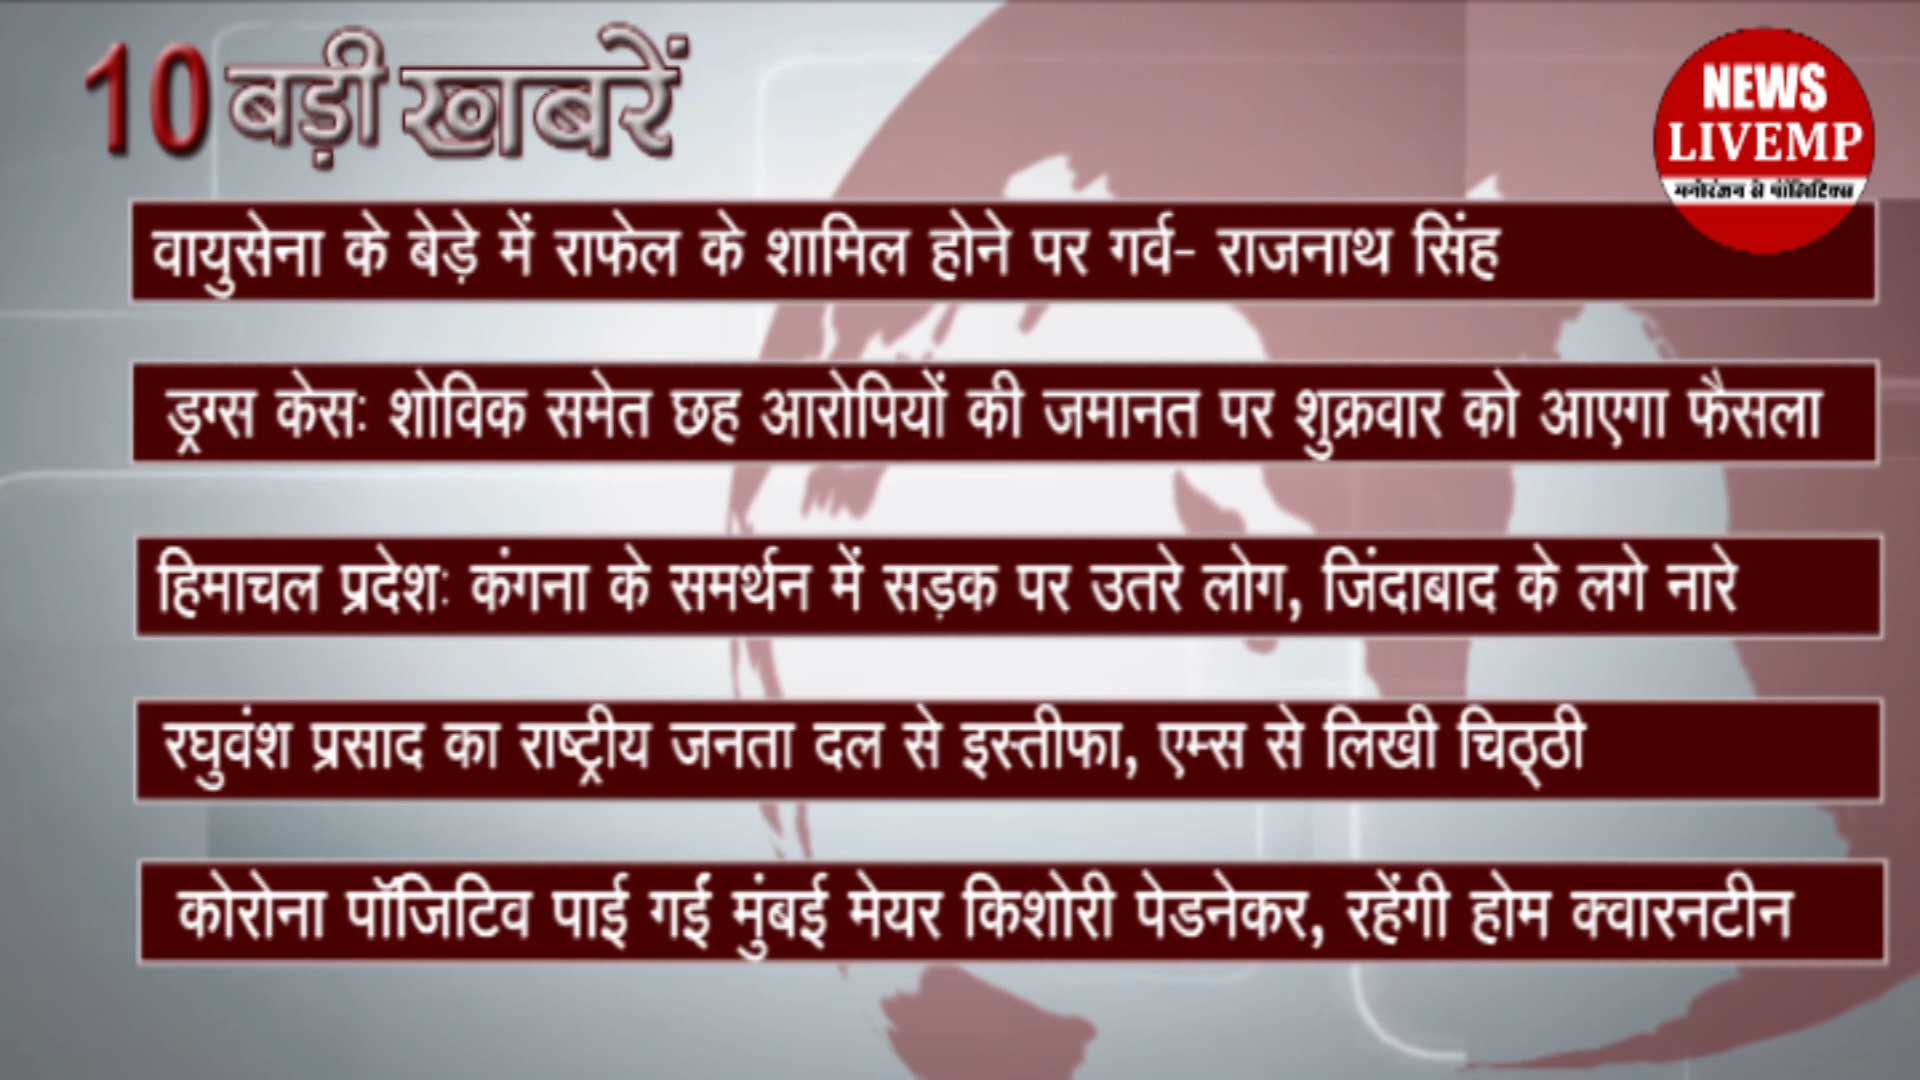 10 बड़ी खबरें
NEWS
LIVEMP
मनोरंजन से पॉलिटिक्स
वायुसेना के बेड़े में राफेल के शामिल होने पर गर्व- राजनाथ सिंह
ड्रग्स केस: शोविक समेत छह आरोपियों की जमानत पर शुक्रवार को आएगा फैसला
हिमाचल प्रदेश: कंगना के समर्थन में सड़क पर उतरे लोग, जिंदाबाद के लगे नारे
रघुवंश प्रसाद का राष्ट्रीय जनता दल से इस्तीफा, एम्स से लिखी चिठ्ठी
कोरोना पॉजिटिव पाई गईं मुंबई मेयर किशोरी पेडनेकर, रहेंगी होम क्वारनटीन